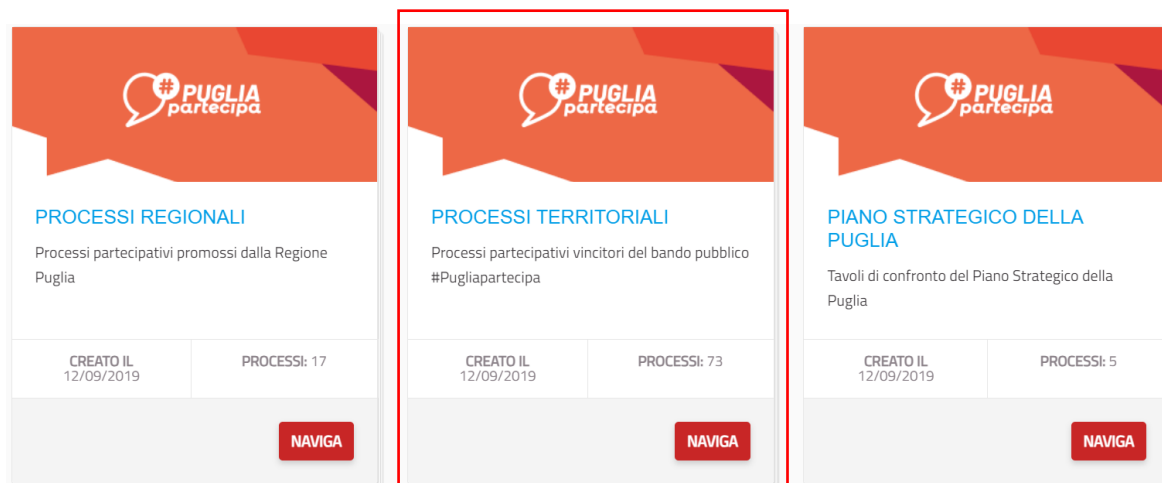 #PUGLIA
partecipa
PROCESSI REGIONALI
Processi partecipativi promossi dalla Regione
Puglia
CREATO IL
12/09/2019
PROCESSI: 17
NAVIGA
#PUGLIA
partecipa
PROCESSI TERRITORIALI
Processi partecipativi vincitori del bando pubblico
#Pugliapartecipa
CREATO IL
12/09/2019
PROCESSI: 73
NAVIGA
#PUGLIA
partecipa
PIANO STRATEGICO DELLA
PUGLIA
Tavoli di confronto del Piano Strategico della
Puglia
CREATO IL
12/09/2019
PROCESSI: 5
NAVIGA